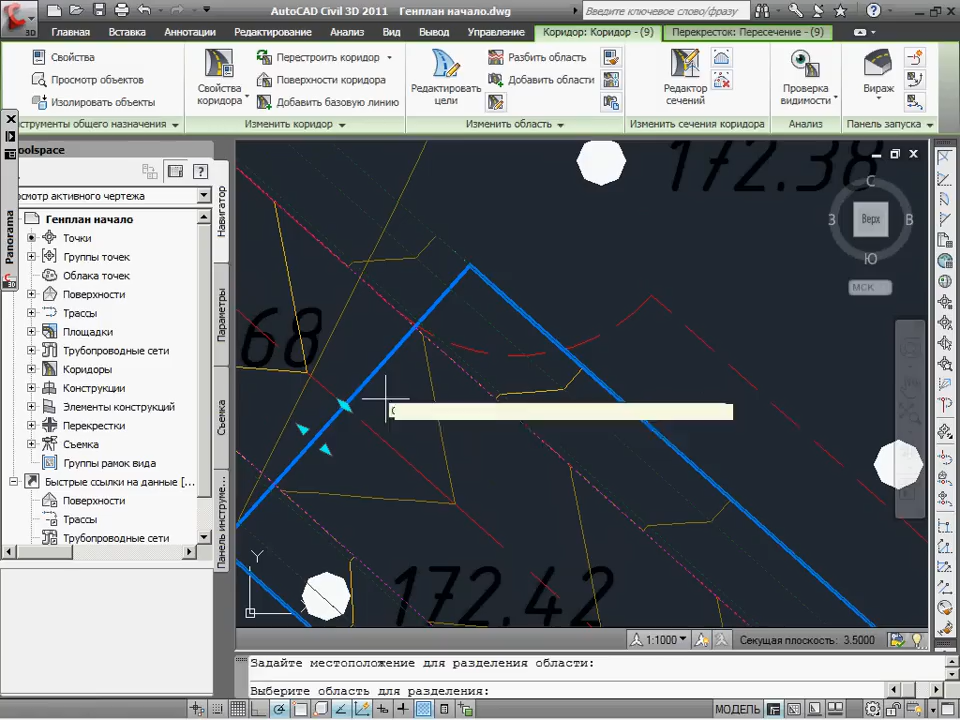 AutoCAD Civil 3D 2011 Генплан начало.dwg
Введите ключевое слово/фразу
Главная Вставка Аннотации Редактирование Анализ Вид Вывод Управление Коридор: Коридор - (9) Перекресток: Пересечение - (9)
Свойства
Просмотр объектов
Изолировать объекты
Свойства коридора
Перестроить коридор
Поверхности коридора
Добавить базовую линию
Редактировать цели
Разбить область
Добавить области
Редактор сечений
Проверка видимости
Вираж
струменты общего назначения Изменить коридор Изменить область Изменить сечения коридора Анализ Панель запуска
oolspace
смотр активного чертежа
Генплан начало
Точки
Группы точек
Облака точек
Поверхности
Трассы
Площадки
Трубопроводные сети
Коридоры
Конструкции
Элементы конструкций
Перекрестки
Съемка
Группы рамок вида
Быстрые ссылки на данные [...
Поверхности
Трассы
Трубопроводные сети
Panorama
Навигатор
Параметры
Съемка
Панель инструме...
172.38
68
172.42
С
З
Верх
В
Ю
МСК
Y
1:1000
Секущая плоскость: 3.5000
Задайте местоположение для разделения области:
Выберите область для разделения:
МОДЕЛЬ